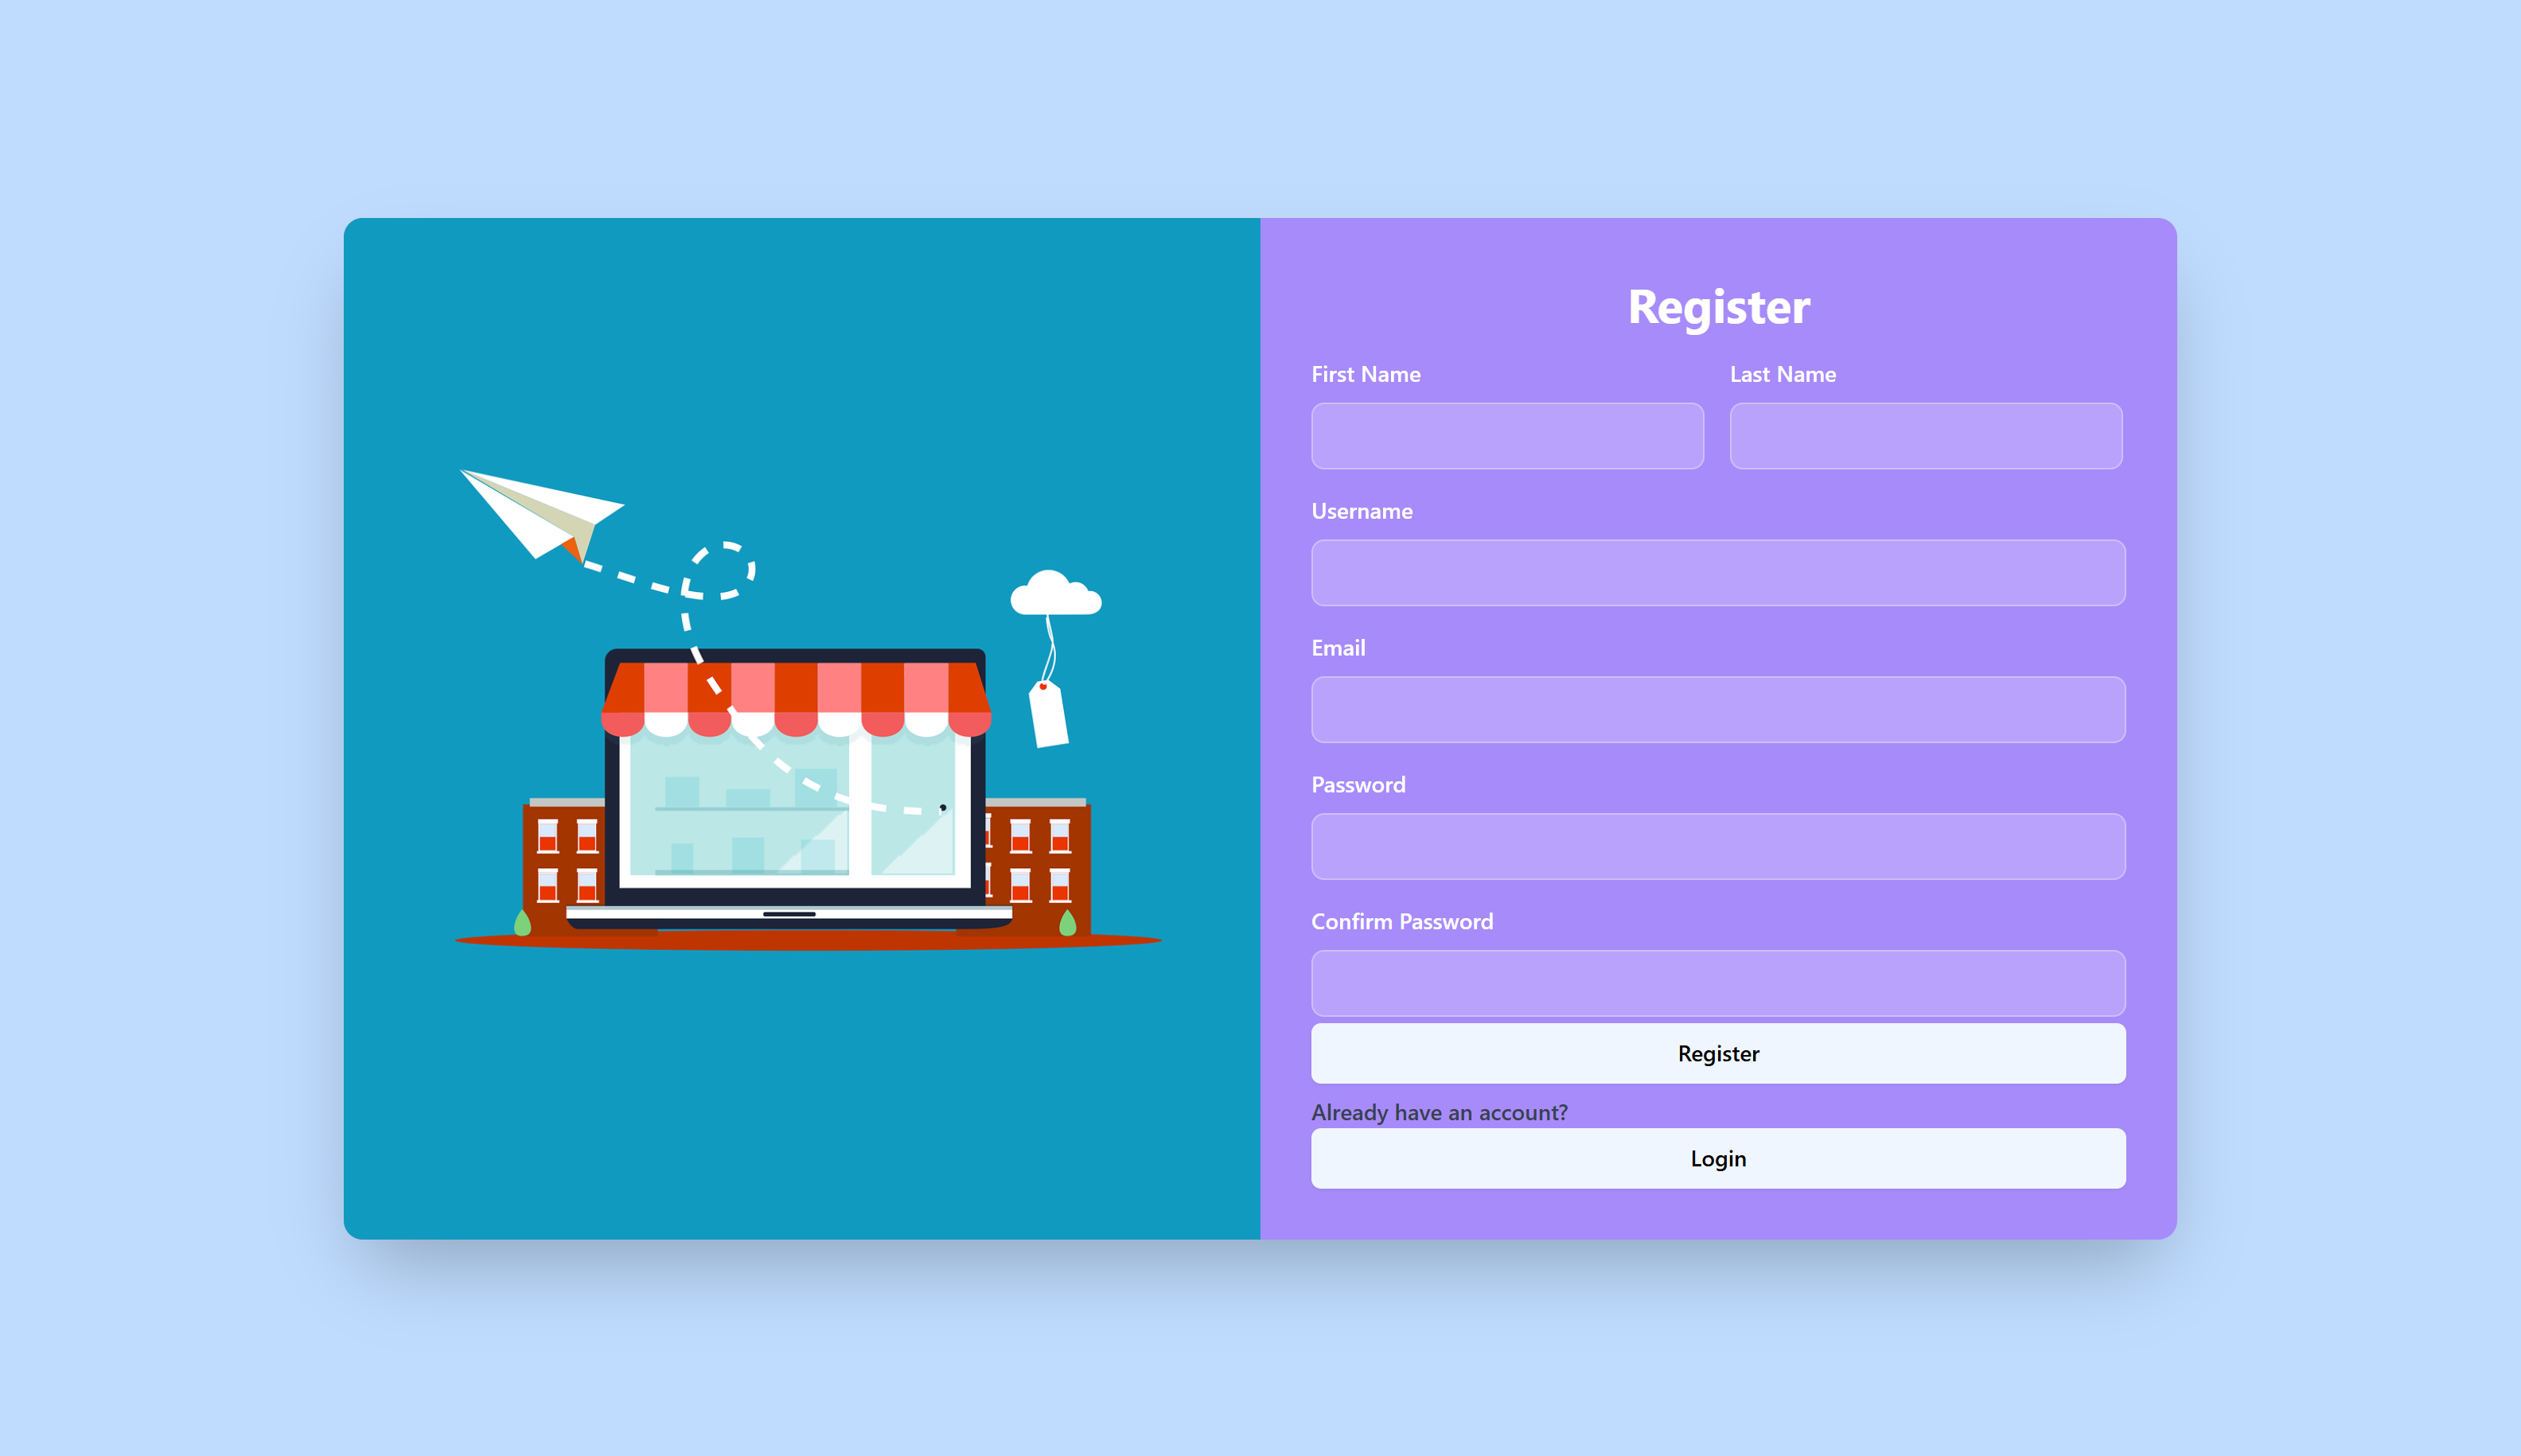 Register
First Name
Last Name
Username
Email
Password
Confirm Password
Register
Already have an account?
Login